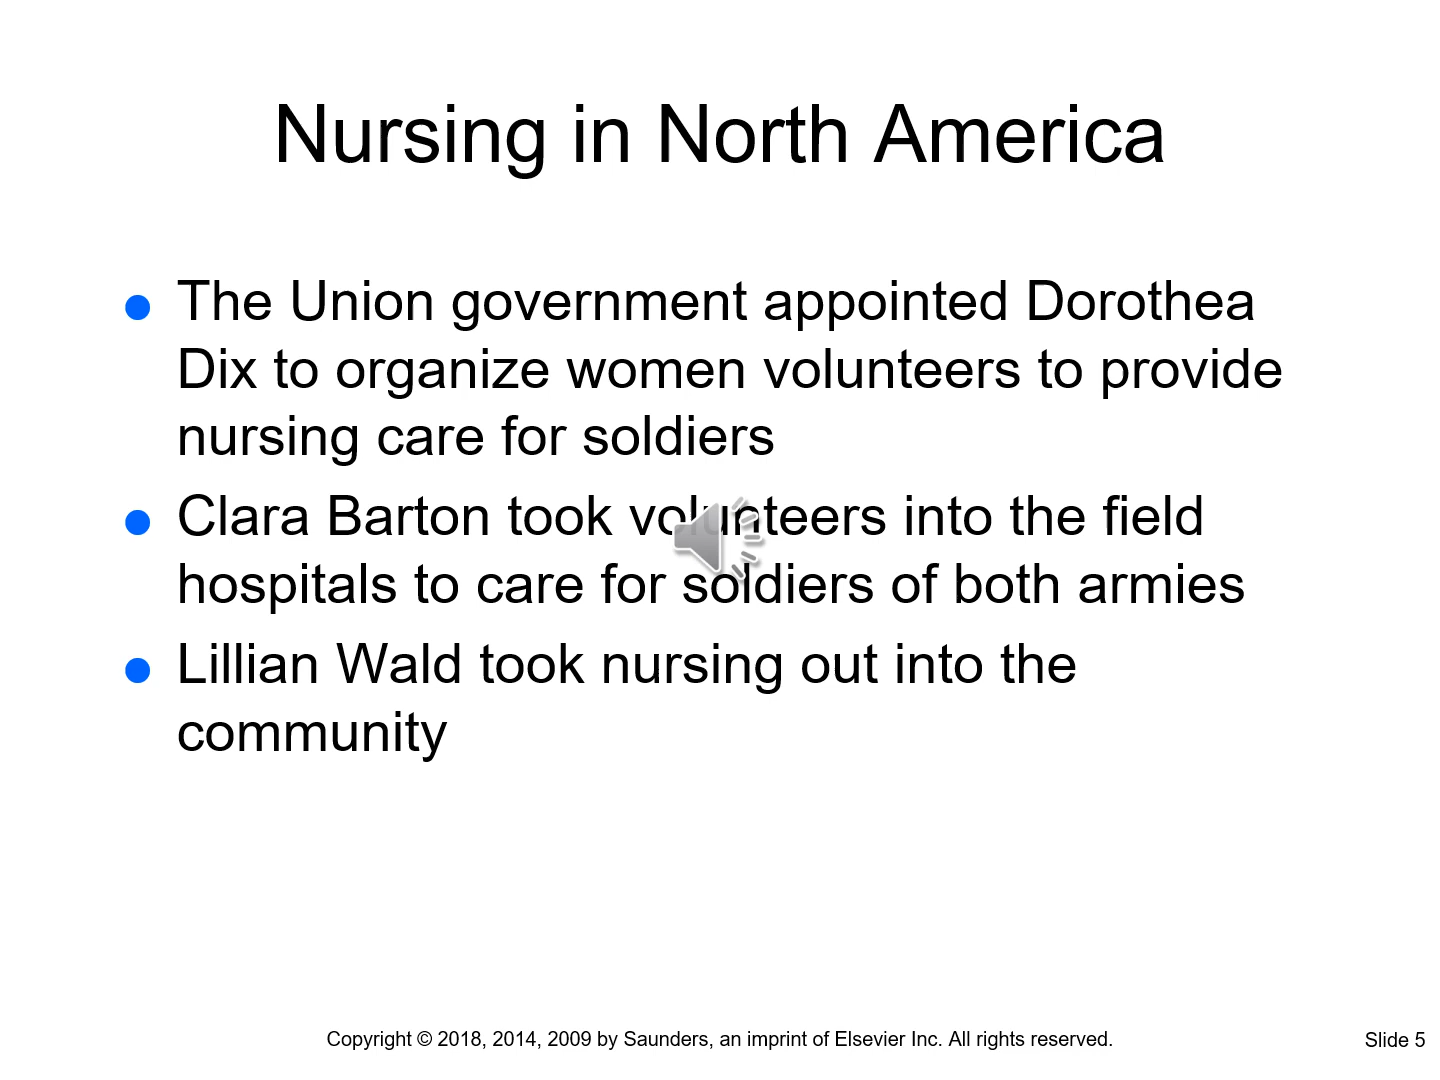 Nursing in North America
The Union government appointed Dorothea
Dix to organize women volunteers to provide
nursing care for soldiers
Clara Barton took volunteers into the field
hospitals to care for soldiers of both armies
Lillian Wald took nursing out into the
community
Copyright © 2018, 2014, 2009 by Saunders, an imprint of Elsevier Inc. All rights reserved.
Slide 5